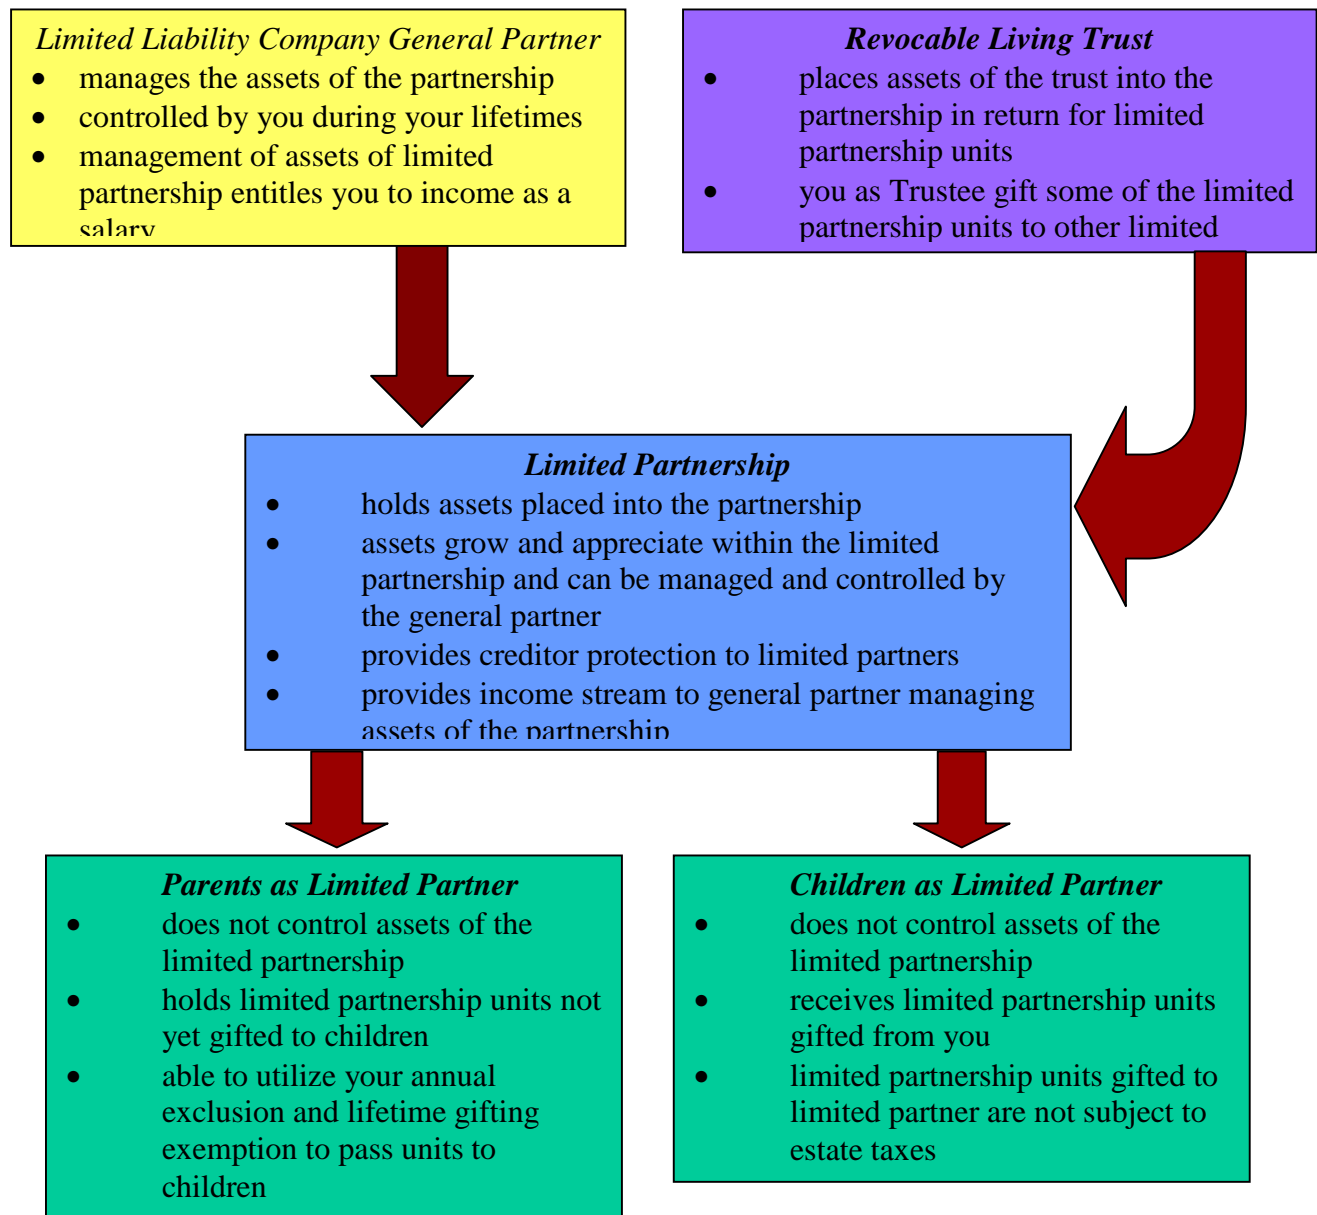 Limited Liability Company General Partner
• manages the assets of the partnership
• controlled by you during your lifetimes
• management of assets of limited
partnership entitles you to income as a
salary
Revocable Living Trust
• places assets of the trust into the
partnership in return for limited
partnership units
• you as Trustee gift some of the limited
partnership units to other limited
Limited Partnership
• holds assets placed into the partnership
• assets grow and appreciate within the limited
partnership and can be managed and controlled by
the general partner
• provides creditor protection to limited partners
• provides income stream to general partner managing
assets of the partnership
Parents as Limited Partner
• does not control assets of the
limited partnership
• holds limited partnership units not
yet gifted to children
• able to utilize your annual
exclusion and lifetime gifting
exemption to pass units to
children
Children as Limited Partner
• does not control assets of the
limited partnership
• receives limited partnership units
gifted from you
• limited partnership units gifted to
limited partner are not subject to
estate taxes